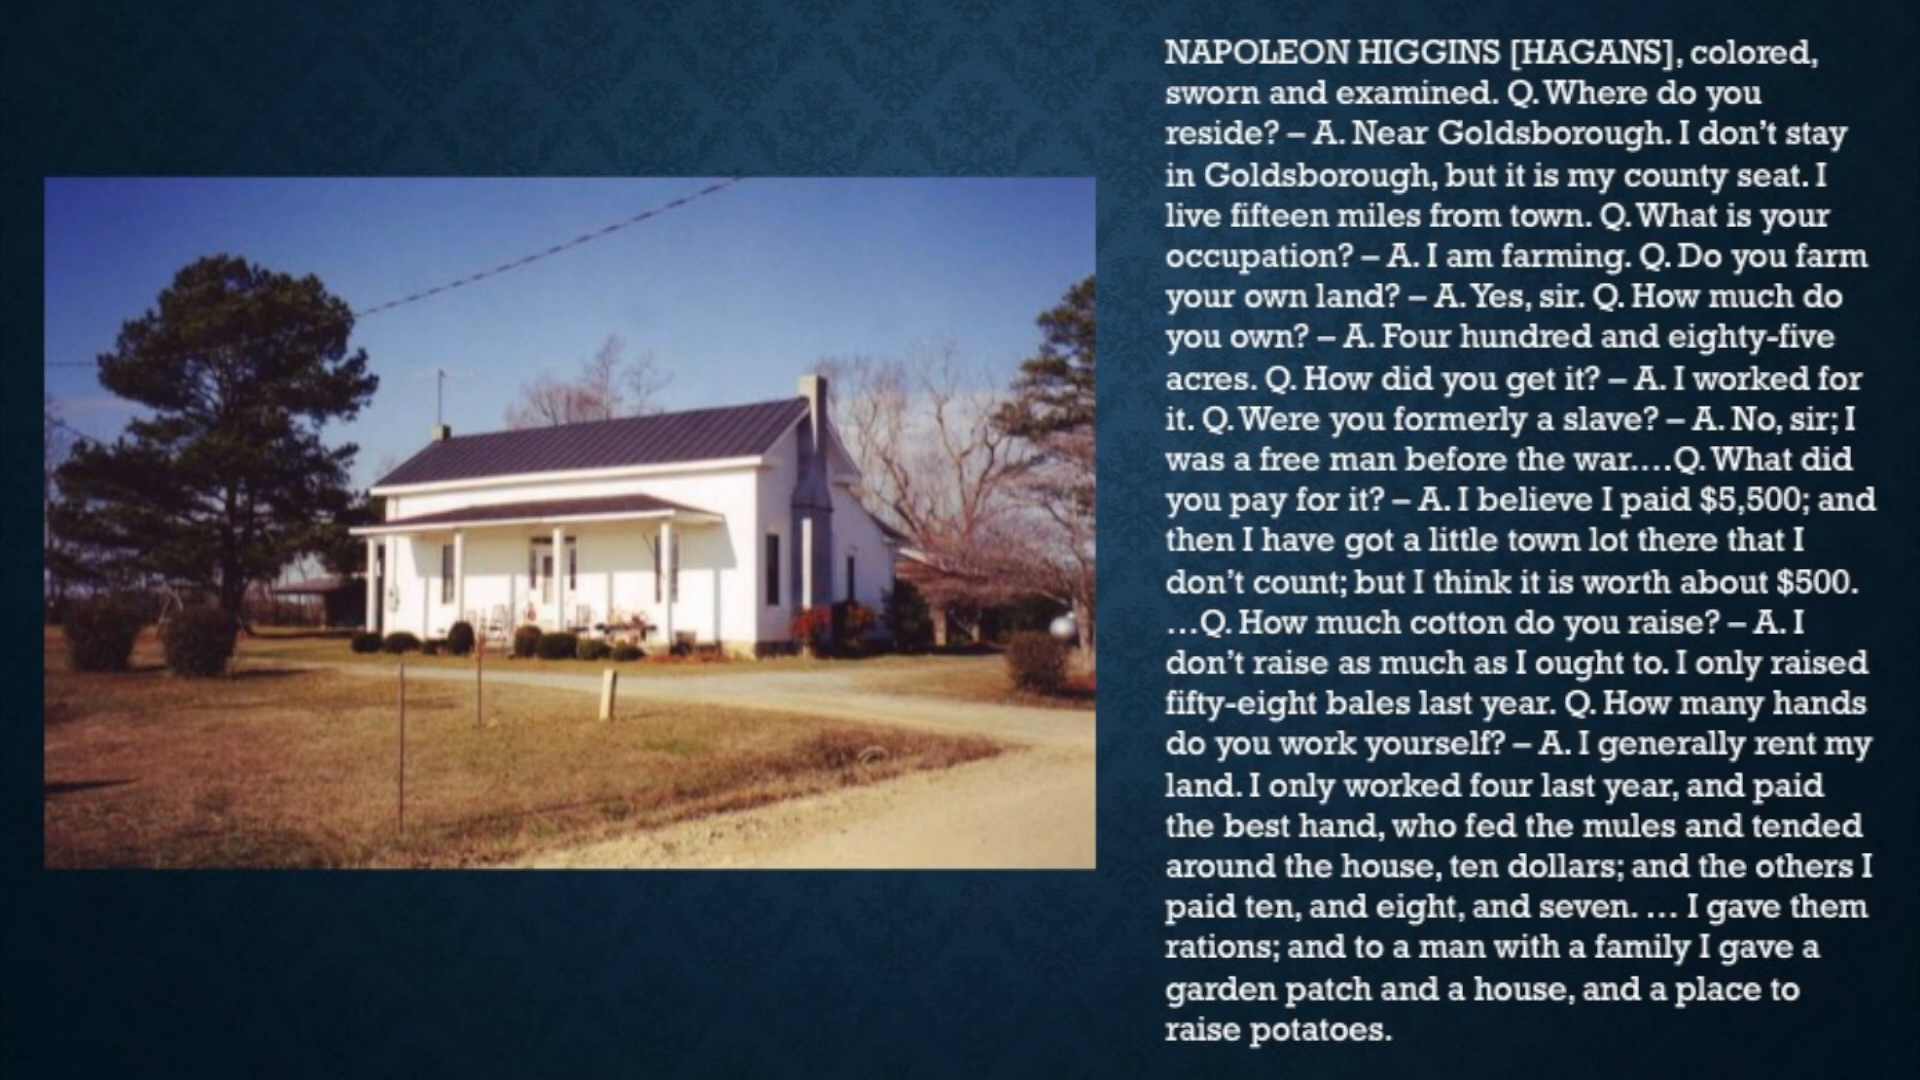 NAPOLEON HIGGINS [HAGANS], colored,
sworn and examined. Q. Where do you
reside? – A. Near Goldsborough. I don’t stay
in Goldsborough, but it is my county seat. I
live fifteen miles from town. Q. What is your
occupation? – A. I am farming. Q. Do you farm
your own land? – A. Yes, sir. Q. How much do
you own? – A. Four hundred and eighty-five
acres. Q. How did you get it? – A. I worked for
it. Q. Were you formerly a slave? – A. No, sir; I
was a free man before the war.…Q. What did
you pay for it? – A. I believe I paid $5,500; and
then I have got a little town lot there that I
don’t count; but I think it is worth about $500.
…Q. How much cotton do you raise? – A. I
don’t raise as much as I ought to. I only raised
fifty-eight bales last year. Q. How many hands
do you work yourself? – A. I generally rent my
land. I only worked four last year, and paid
the best hand, who fed the mules and tended
around the house, ten dollars; and the others I
paid ten, and eight, and seven. … I gave them
rations; and to a man with a family I gave a
garden patch and a house, and a place to
raise potatoes.